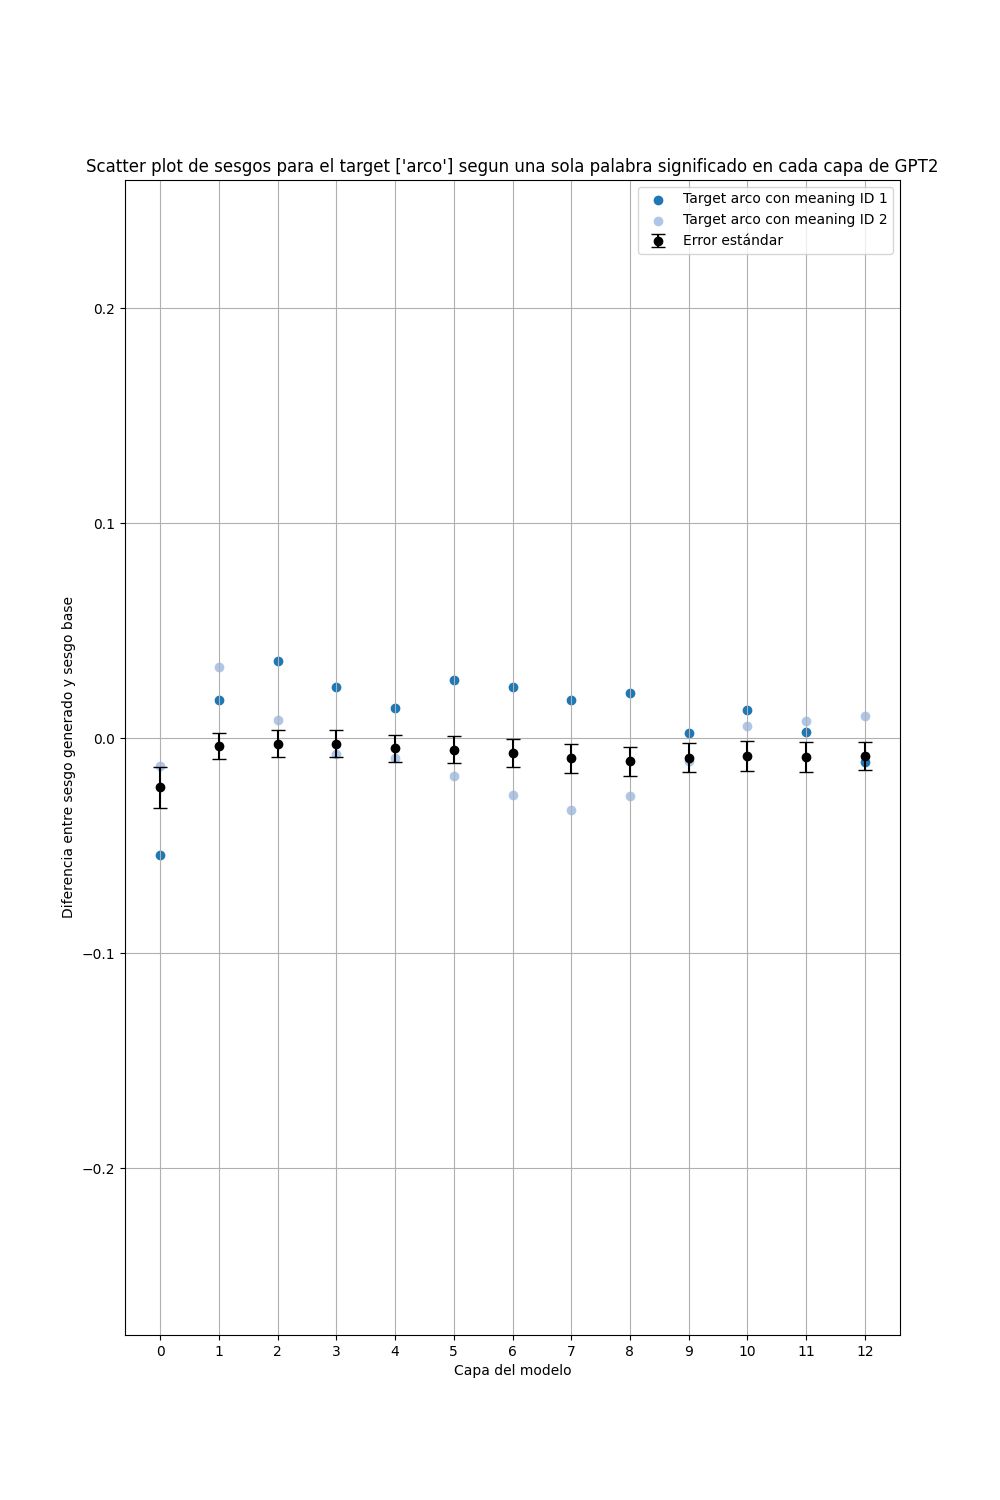 Scatter plot de sesgos para el target ['arco'] segun una sola palabra significado en cada capa de GPT2
Target arco con meaning ID 1
Target arco con meaning ID 2
Error estándar
Diferencia entre sesgo generado y sesgo base
0.2
0.1
0.0
−0.1
−0.2
0 1 2 3 4 5 6 7 8 9 10 11 12
Capa del modelo